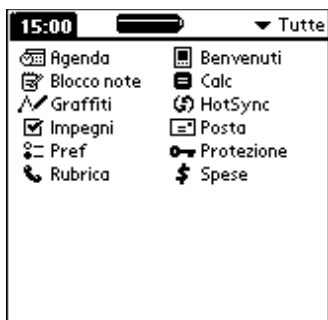 15:00 Tutte
Agenda Benvenuti
Blocco note Calc
Graffiti HotSync
Impegni Posta
Pref Protezione
Rubrica Spese